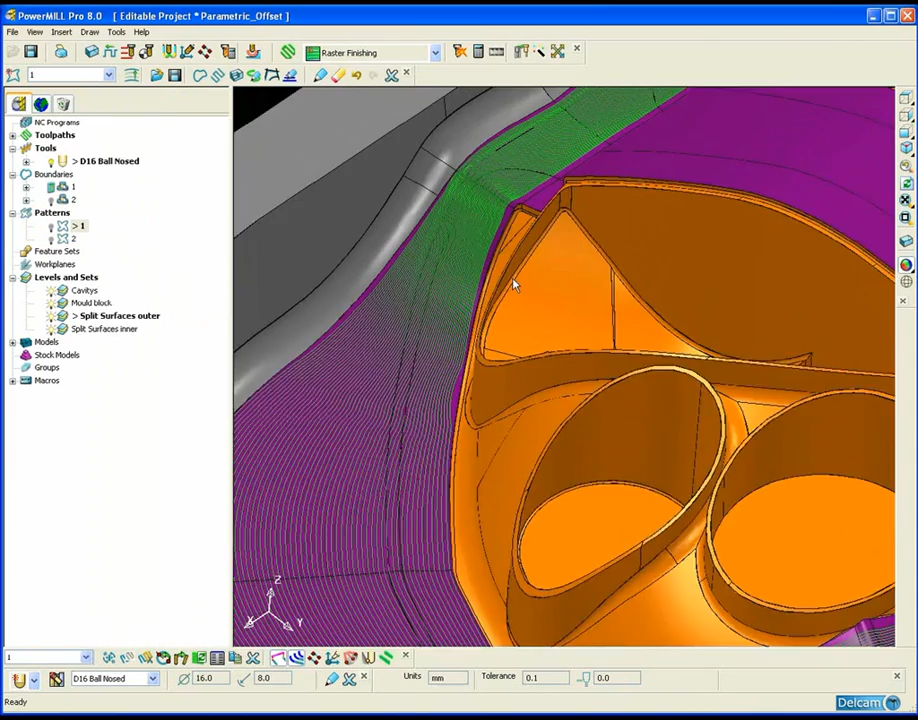 PowerMILL Pro 8.0    [ Editable Project * Parametric_Offset ]
File View Insert Draw Tools Help
Raster Finishing
1
NC Programs
Toolpaths
Tools
> D16 Ball Nosed
Boundaries
1
2
Patterns
> 1
2
Feature Sets
Workplanes
Levels and Sets
Cavitys
Mould block
> Split Surfaces outer
Split Surfaces inner
Models
Stock Models
Groups
Macros
Z
X
Y
1
D16 Ball Nosed 16.0 8.0 Units mm Tolerance 0.1 0.0
Ready
Delcam